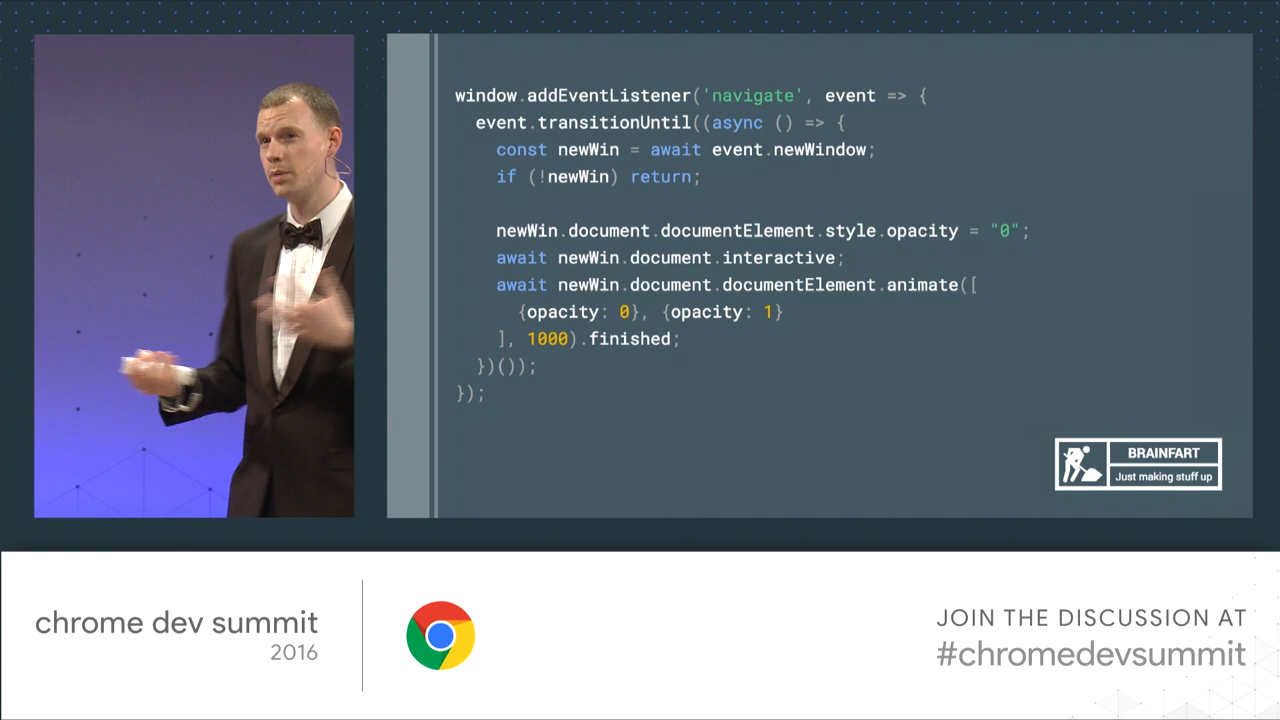 window.addEventListener('navigate', event => {
  event.transitionUntil((async () => {
    const newWin = await event.newWindow;
    if (!newWin) return;

    newWin.document.documentElement.style.opacity = "0";
    await newWin.document.interactive;
    await newWin.document.documentElement.animate([
      {opacity: 0}, {opacity: 1}
    ], 1000).finished;
  })());
});
BRAINFART
Just making stuff up
chrome dev summit
2016
JOIN THE DISCUSSION AT
#chromedevsummit